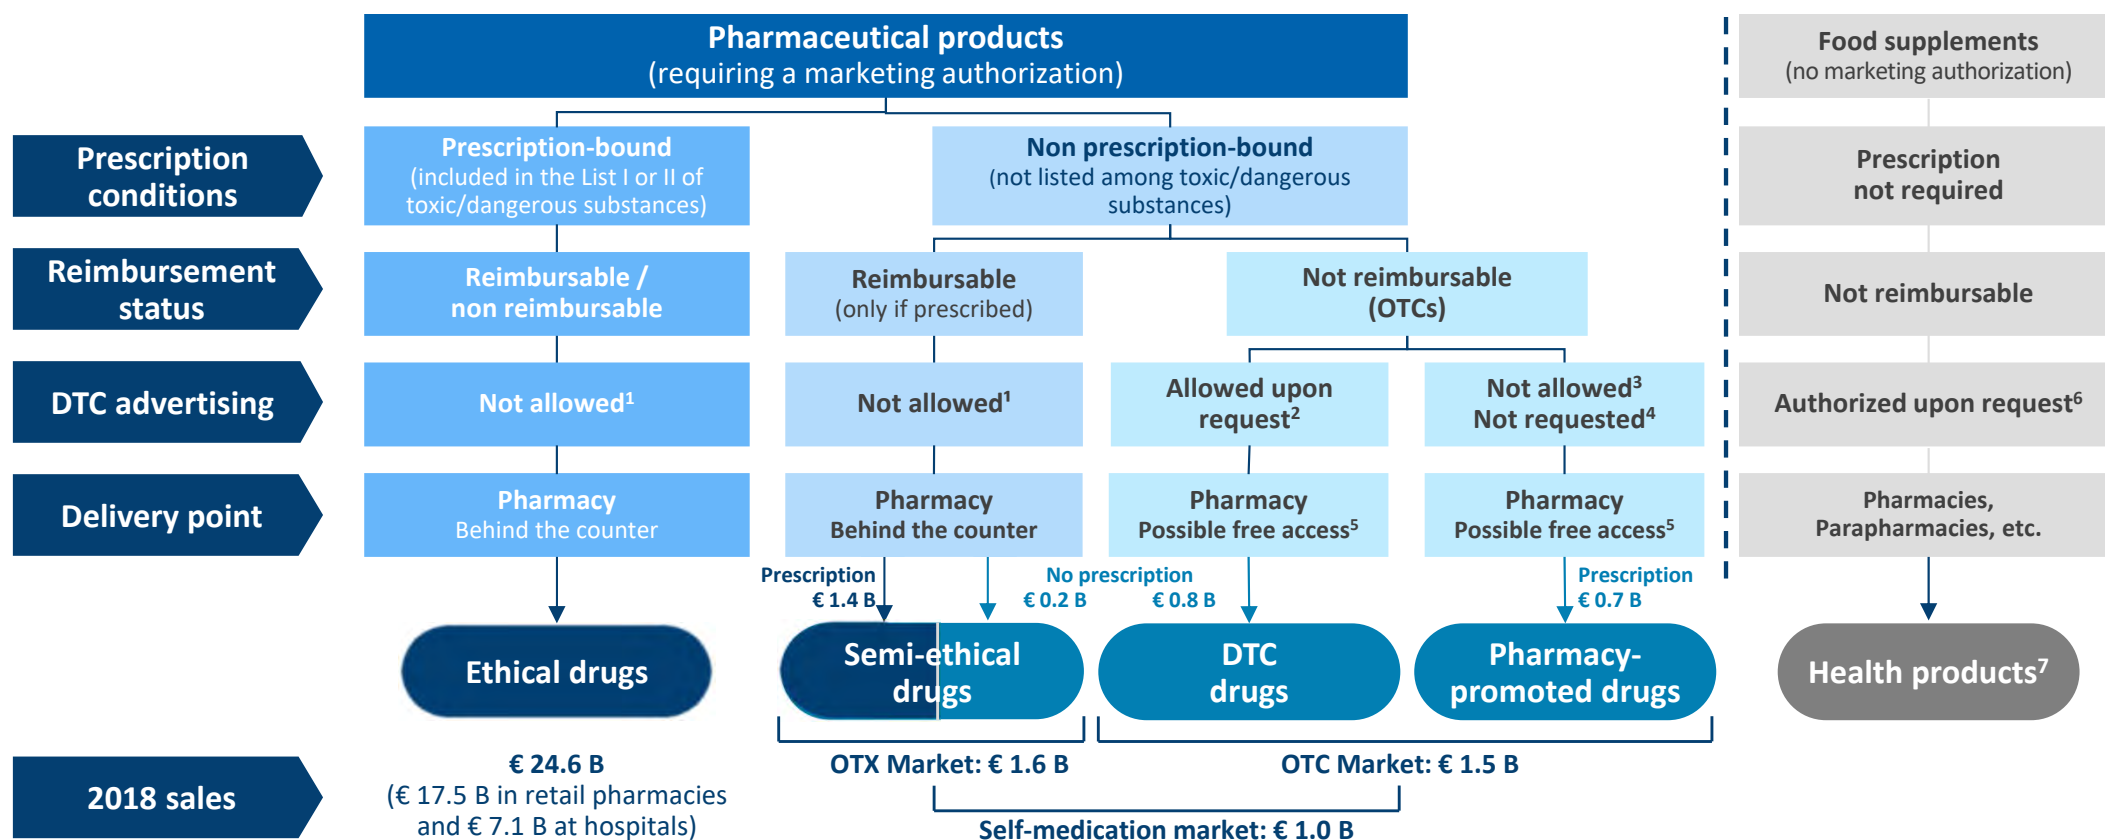 Pharmaceutical products
(requiring a marketing authorization)
Food supplements
(no marketing authorization)
Prescription
conditions
Prescription-bound
(included in the List I or II of
toxic/dangerous substances)
Non prescription-bound
(not listed among toxic/dangerous
substances)
Prescription
not required
Reimbursement
status
Reimbursable /
non reimbursable
Reimbursable
(only if prescribed)
Not reimbursable
(OTCs)
Not reimbursable
DTC advertising
Not allowed¹
Not allowed¹
Allowed upon
request²
Not allowed³
Not requested⁴
Authorized upon request⁶
Delivery point
Pharmacy
Behind the counter
Pharmacy
Behind the counter
Pharmacy
Possible free access⁵
Pharmacy
Possible free access⁵
Pharmacies,
Parapharmacies, etc.
Prescription
€ 1.4 B
No prescription
€ 0.2 B
€ 0.8 B
Prescription
€ 0.7 B
Ethical drugs
Semi-ethical
drugs
DTC
drugs
Pharmacy-
promoted drugs
Health products⁷
2018 sales
€ 24.6 B
(€ 17.5 B in retail pharmacies
and € 7.1 B at hospitals)
OTX Market: € 1.6 B
OTC Market: € 1.5 B
Self-medication market: € 1.0 B